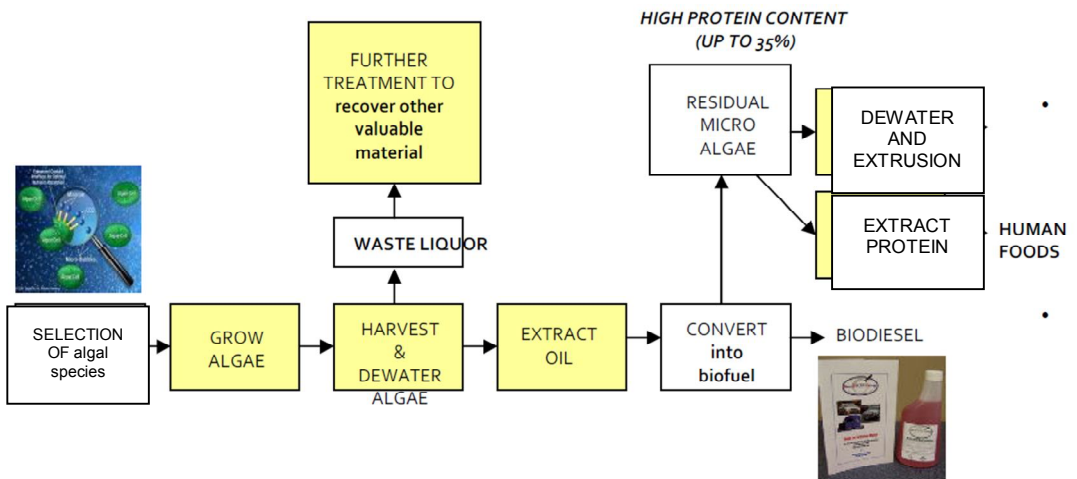 HIGH PROTEIN CONTENT
(UP TO 35%)
FURTHER
TREATMENT TO
recover other
valuable
material
RESIDUAL
MICRO
ALGAE
DEWATER
AND
EXTRUSION
•
WASTE LIQUOR
EXTRACT
PROTEIN
HUMAN
FOODS
SELECTION
OF algal
species
GROW
ALGAE
HARVEST
&
DEWATER
ALGAE
EXTRACT
OIL
CONVERT
into
biofuel
BIODIESEL
•